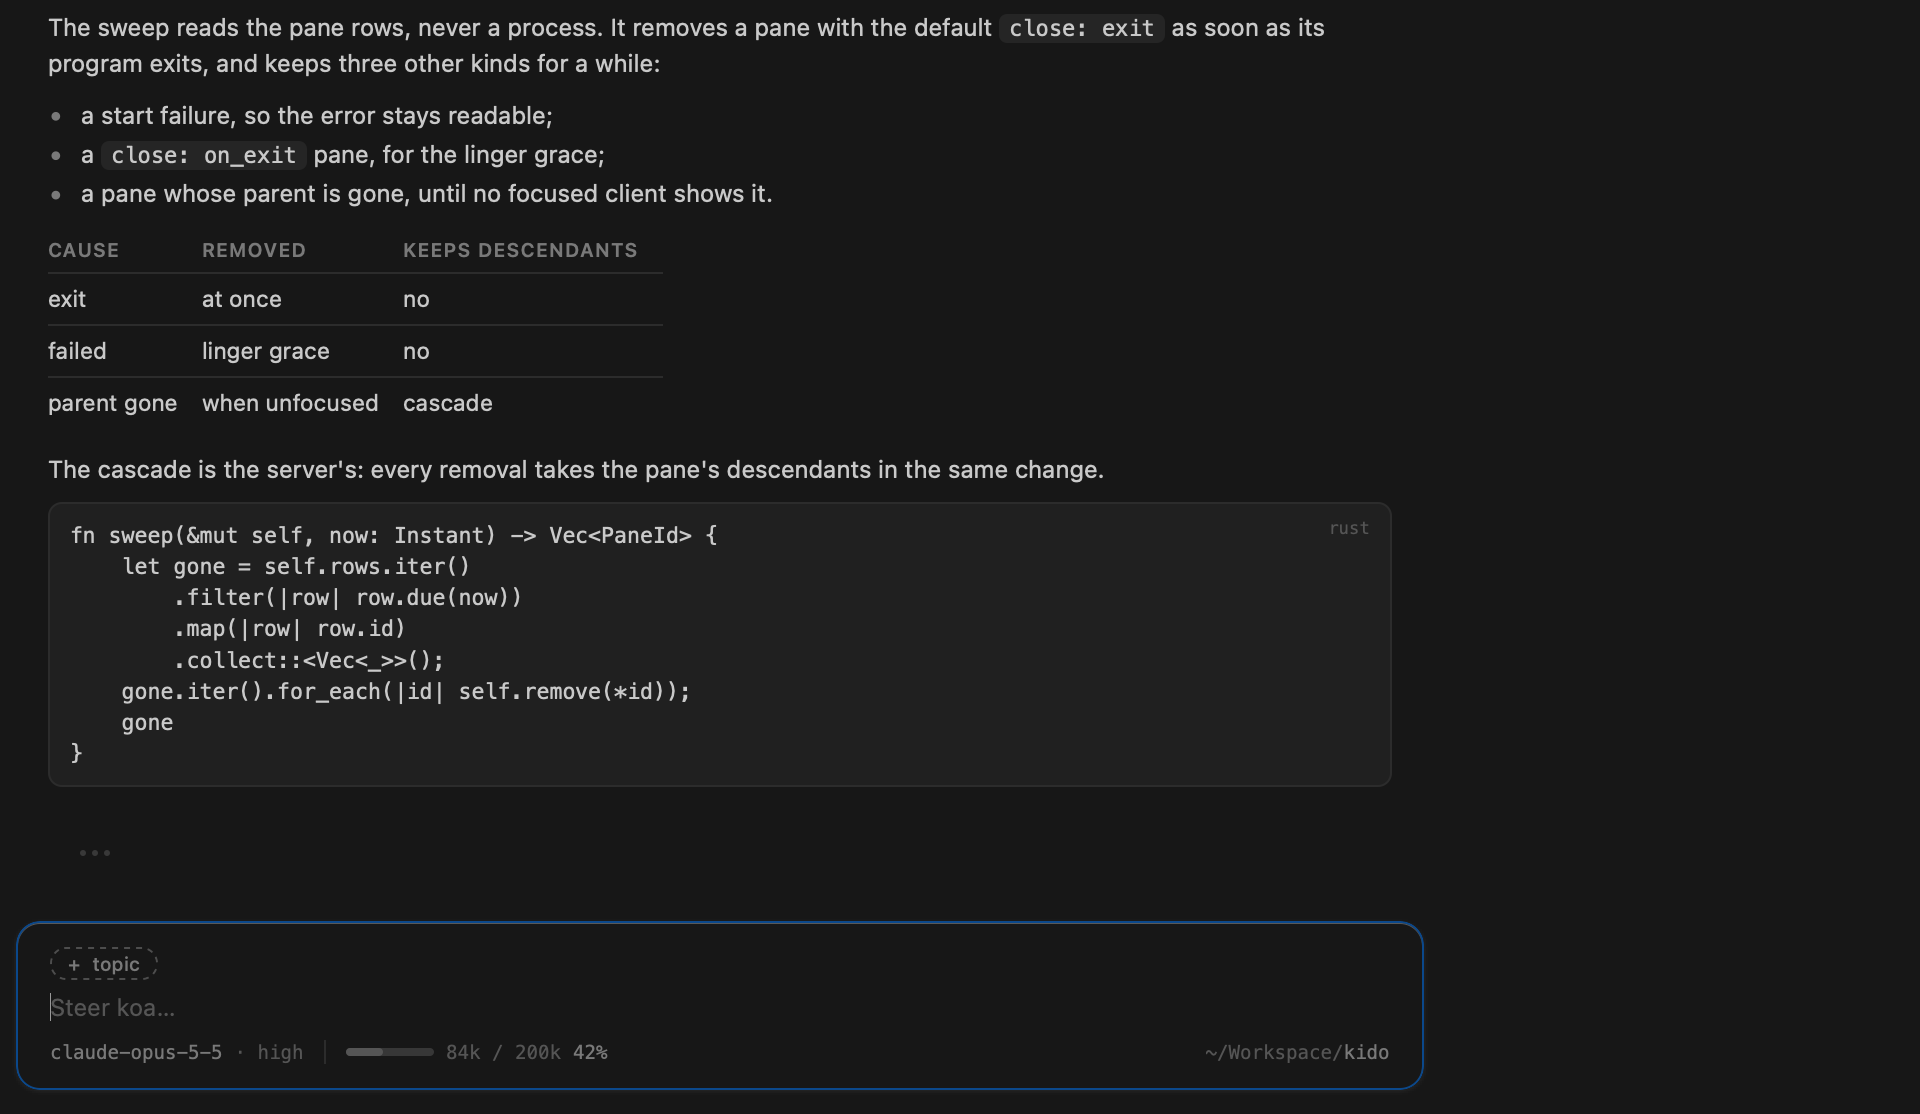 The sweep reads the pane rows, never a process. It removes a pane with the default close: exit as soon as its
program exits, and keeps three other kinds for a while:
• a start failure, so the error stays readable;
• a close: on_exit pane, for the linger grace;
• a pane whose parent is gone, until no focused client shows it.
CAUSE REMOVED KEEPS DESCENDANTS
exit at once no
failed linger grace no
parent gone when unfocused cascade
The cascade is the server's: every removal takes the pane's descendants in the same change.
rust
fn sweep(&mut self, now: Instant) -> Vec<PaneId> {
    let gone = self.rows.iter()
        .filter(|row| row.due(now))
        .map(|row| row.id)
        .collect::<Vec<_>>();
    gone.iter().for_each(|id| self.remove(*id));
    gone
}
+ topic
Steer koa...
claude-opus-5-5 · high 84k / 200k 42% ~/Workspace/kido